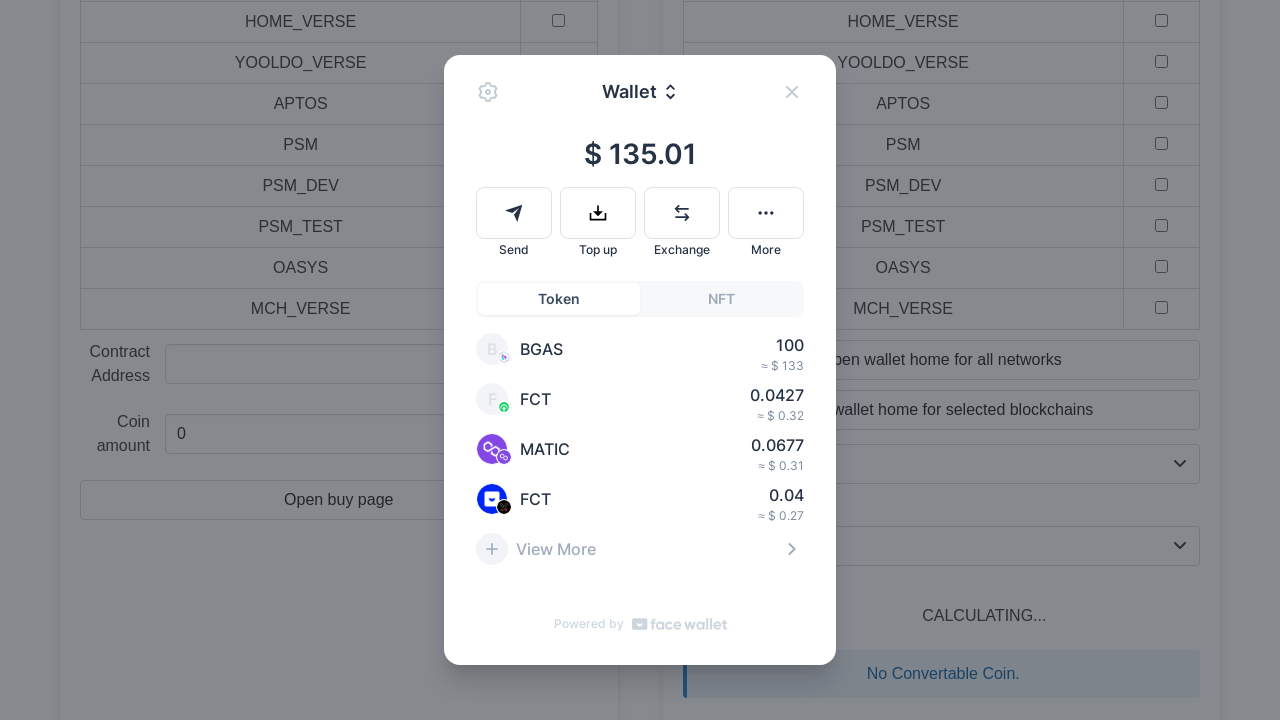 HOME_VERSE
YOOLDO_VERSE
APTOS
PSM
PSM_DEV
PSM_TEST
OASYS
MCH_VERSE
Contract
Address
Coin
amount
0
Open buy page
Wallet
$ 135.01
Send
Top up
Exchange
More
Token
NFT
B
BGAS
100
≈ $ 133
F
FCT
0.0427
≈ $ 0.32
MATIC
0.0677
≈ $ 0.31
FCT
0.04
≈ $ 0.27
View More
Powered by face wallet
HOME_VERSE
YOOLDO_VERSE
APTOS
PSM
PSM_DEV
PSM_TEST
OASYS
MCH_VERSE
wallet home for all networks
wallet home for selected blockchains
CALCULATING...
No Convertable Coin.